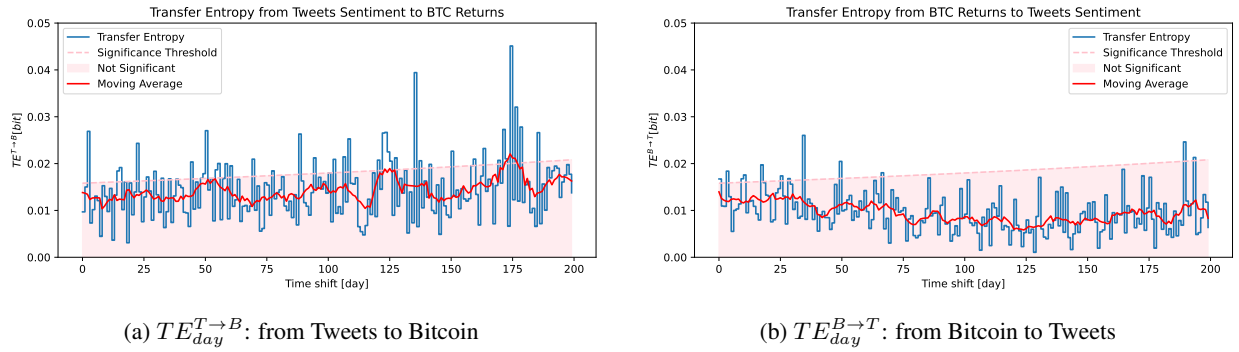 Transfer Entropy from Tweets Sentiment to BTC Returns
0.05
0.04
0.03
0.02
0.01
0.00
TE^{T→B}[bit]
Transfer Entropy
Significance Threshold
Not Significant
Moving Average
0 25 50 75 100 125 150 175 200
Time shift [day]
(a) TE_{day}^{T→B}: from Tweets to Bitcoin
Transfer Entropy from BTC Returns to Tweets Sentiment
0.05
0.04
0.03
0.02
0.01
0.00
TE^{B→T}[bit]
Transfer Entropy
Significance Threshold
Not Significant
Moving Average
0 25 50 75 100 125 150 175 200
Time shift [day]
(b) TE_{day}^{B→T}: from Bitcoin to Tweets